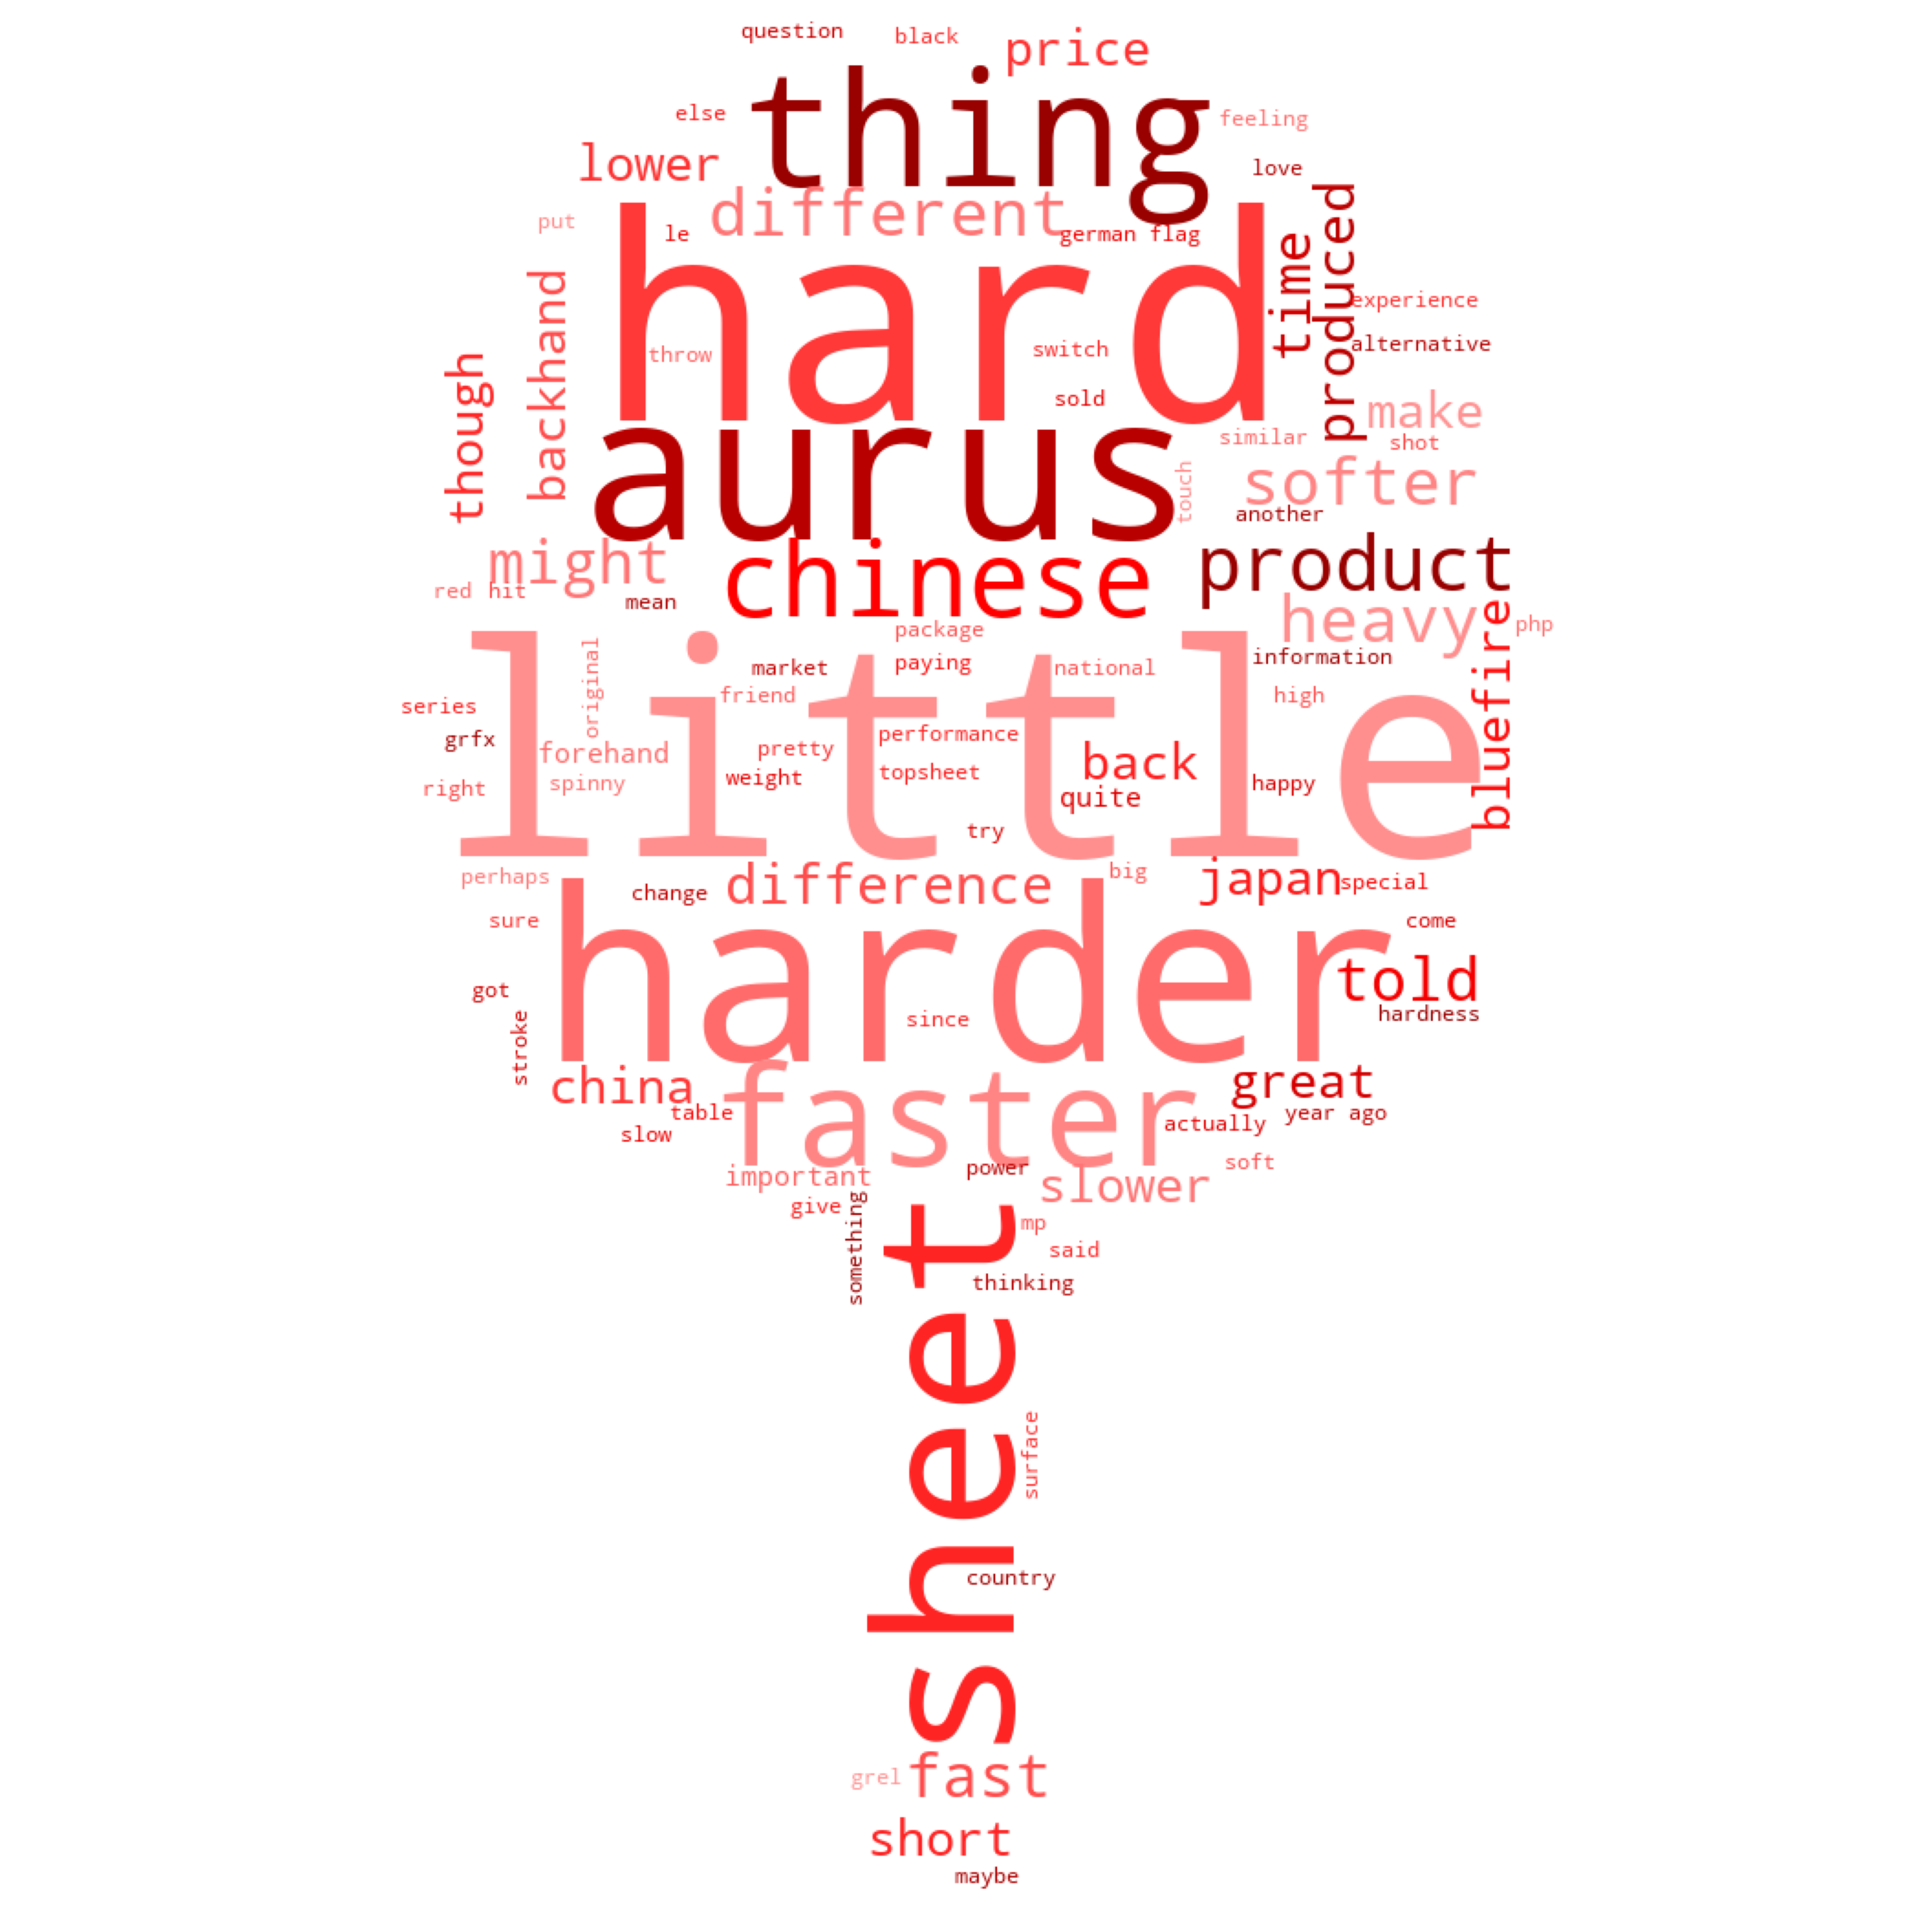 question
black
price
thing
else
feeling
lower
love
different
put
le
german flag
time
produced
hard
backhand
experience
throw
switch
alternative
though
sold
make
aurus
similar
shot
touch
softer
another
might
chinese
product
red
hit
mean
heavy
package
php
bluefire
little
original
market
paying
national
information
series
friend
high
grfx
forehand
pretty
performance
back
right
spinny
weight
topsheet
quite
happy
try
perhaps
change
difference
big
japan
special
sure
come
harder
got
since
told
hardness
stroke
china
faster
great
table
actually
year ago
slow
important
power
soft
slower
give
something
mp
said
thinking
sheet
surface
country
grel
fast
short
maybe